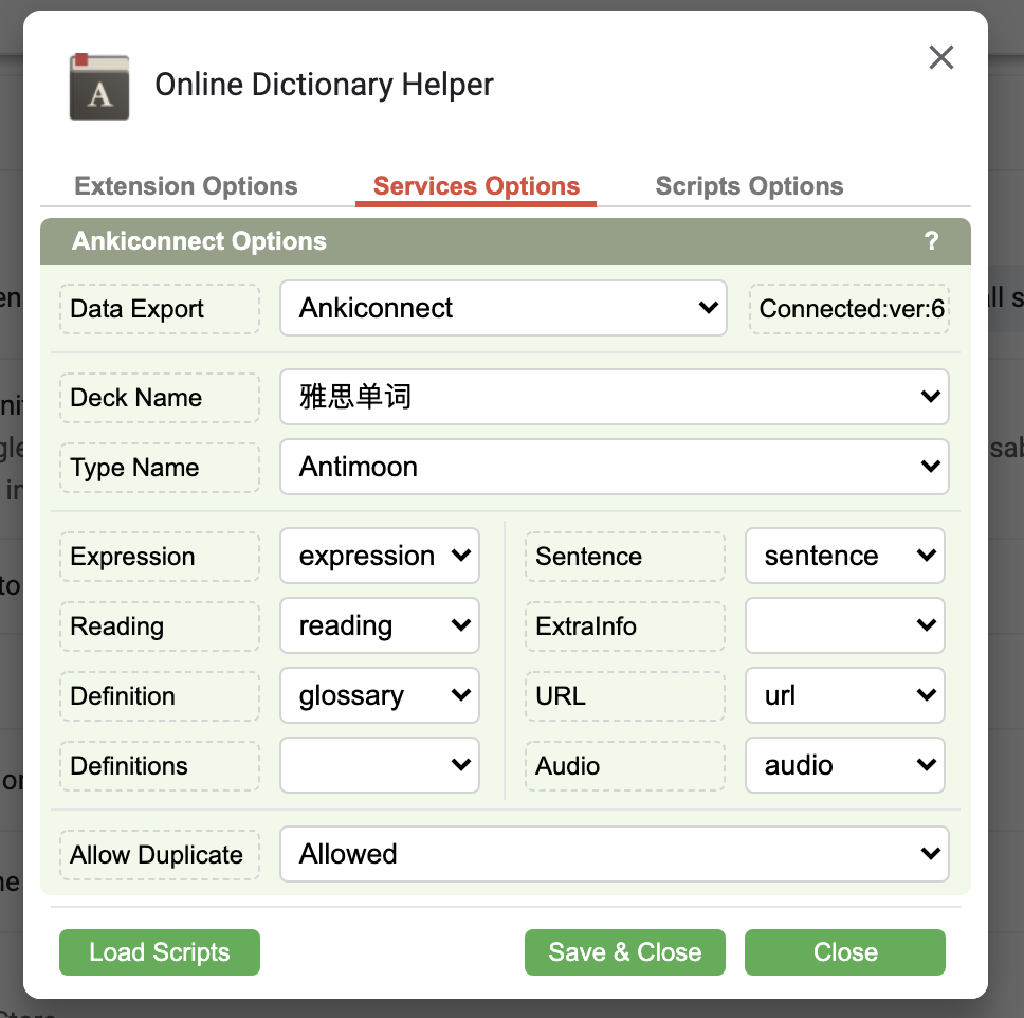 A
Online Dictionary Helper
Extension Options Services Options Scripts Options
Ankiconnect Options ?
Data Export Ankiconnect Connected:ver:6
Deck Name 雅思单词
Type Name Antimoon
Expression expression Sentence sentence
Reading reading ExtraInfo
Definition glossary URL url
Definitions Audio audio
Allow Duplicate Allowed
Load Scripts Save & Close Close